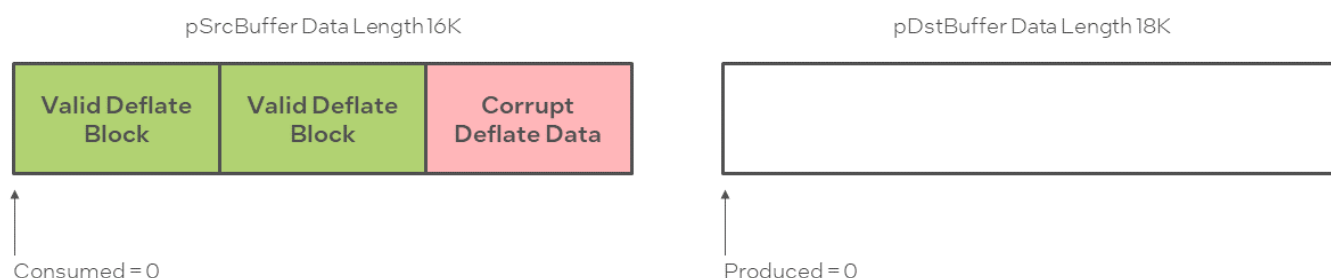 pSrcBuffer Data Length 16K
pDstBuffer Data Length 18K
Valid Deflate
Block
Valid Deflate
Block
Corrupt
Deflate Data
Consumed = 0
Produced = 0